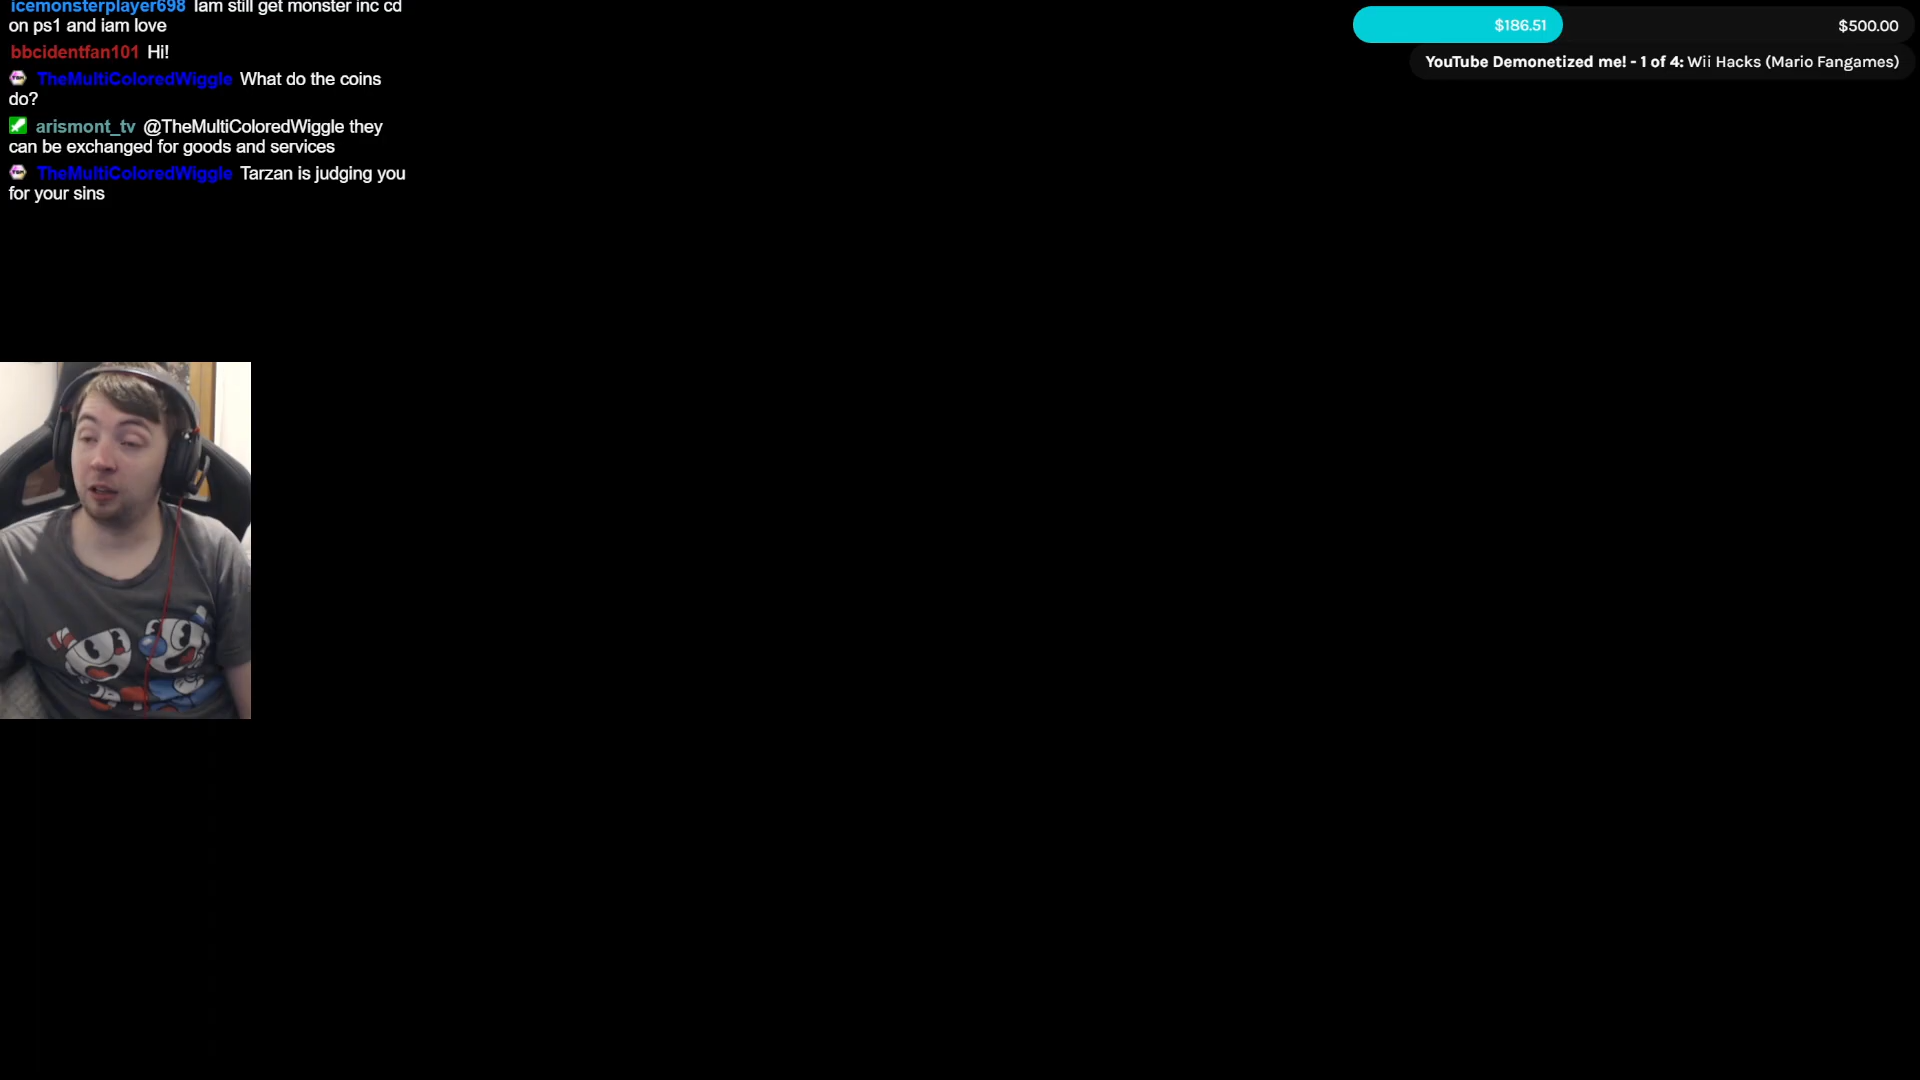 icemonsterplayer698 Iam still get monster inc cd
on ps1 and iam love
bbcidentfan101 Hi!
TheMultiColoredWiggle What do the coins
do?
arismont_tv @TheMultiColoredWiggle they
can be exchanged for goods and services
TheMultiColoredWiggle Tarzan is judging you
for your sins
$186.51 $500.00
YouTube Demonetized me! - 1 of 4: Wii Hacks (Mario Fangames)